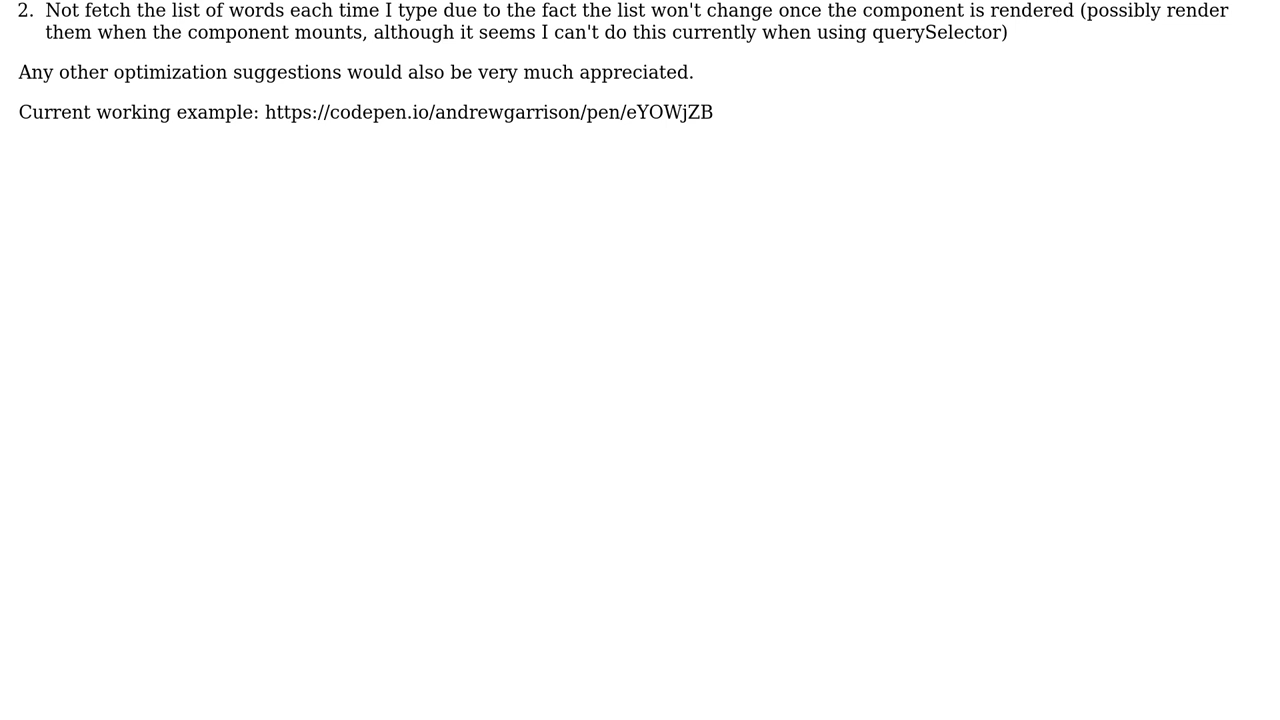 2. Not fetch the list of words each time I type due to the fact the list won't change once the component is rendered (possibly render
them when the component mounts, although it seems I can't do this currently when using querySelector)
Any other optimization suggestions would also be very much appreciated.
Current working example: https://codepen.io/andrewgarrison/pen/eYOWjZB